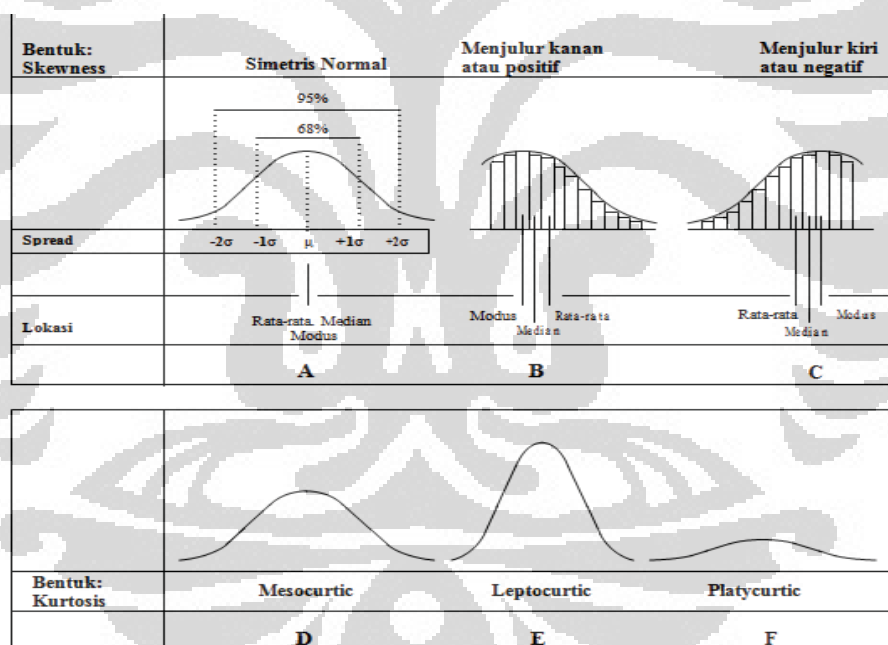 Bentuk:
Skewness
Simetris Normal
Menjulur kanan
atau positif
Menjulur kiri
atau negatif
95%
68%
Spread
-2σ -1σ μ +1σ +2σ
Lokasi
Rata-rata Median
Modus
Modus
Median
Rata-rata
Rata-rata
Median
Modus
A B C
Bentuk:
Kurtosis
Mesocurtic Leptocurtic Platycurtic
D E F